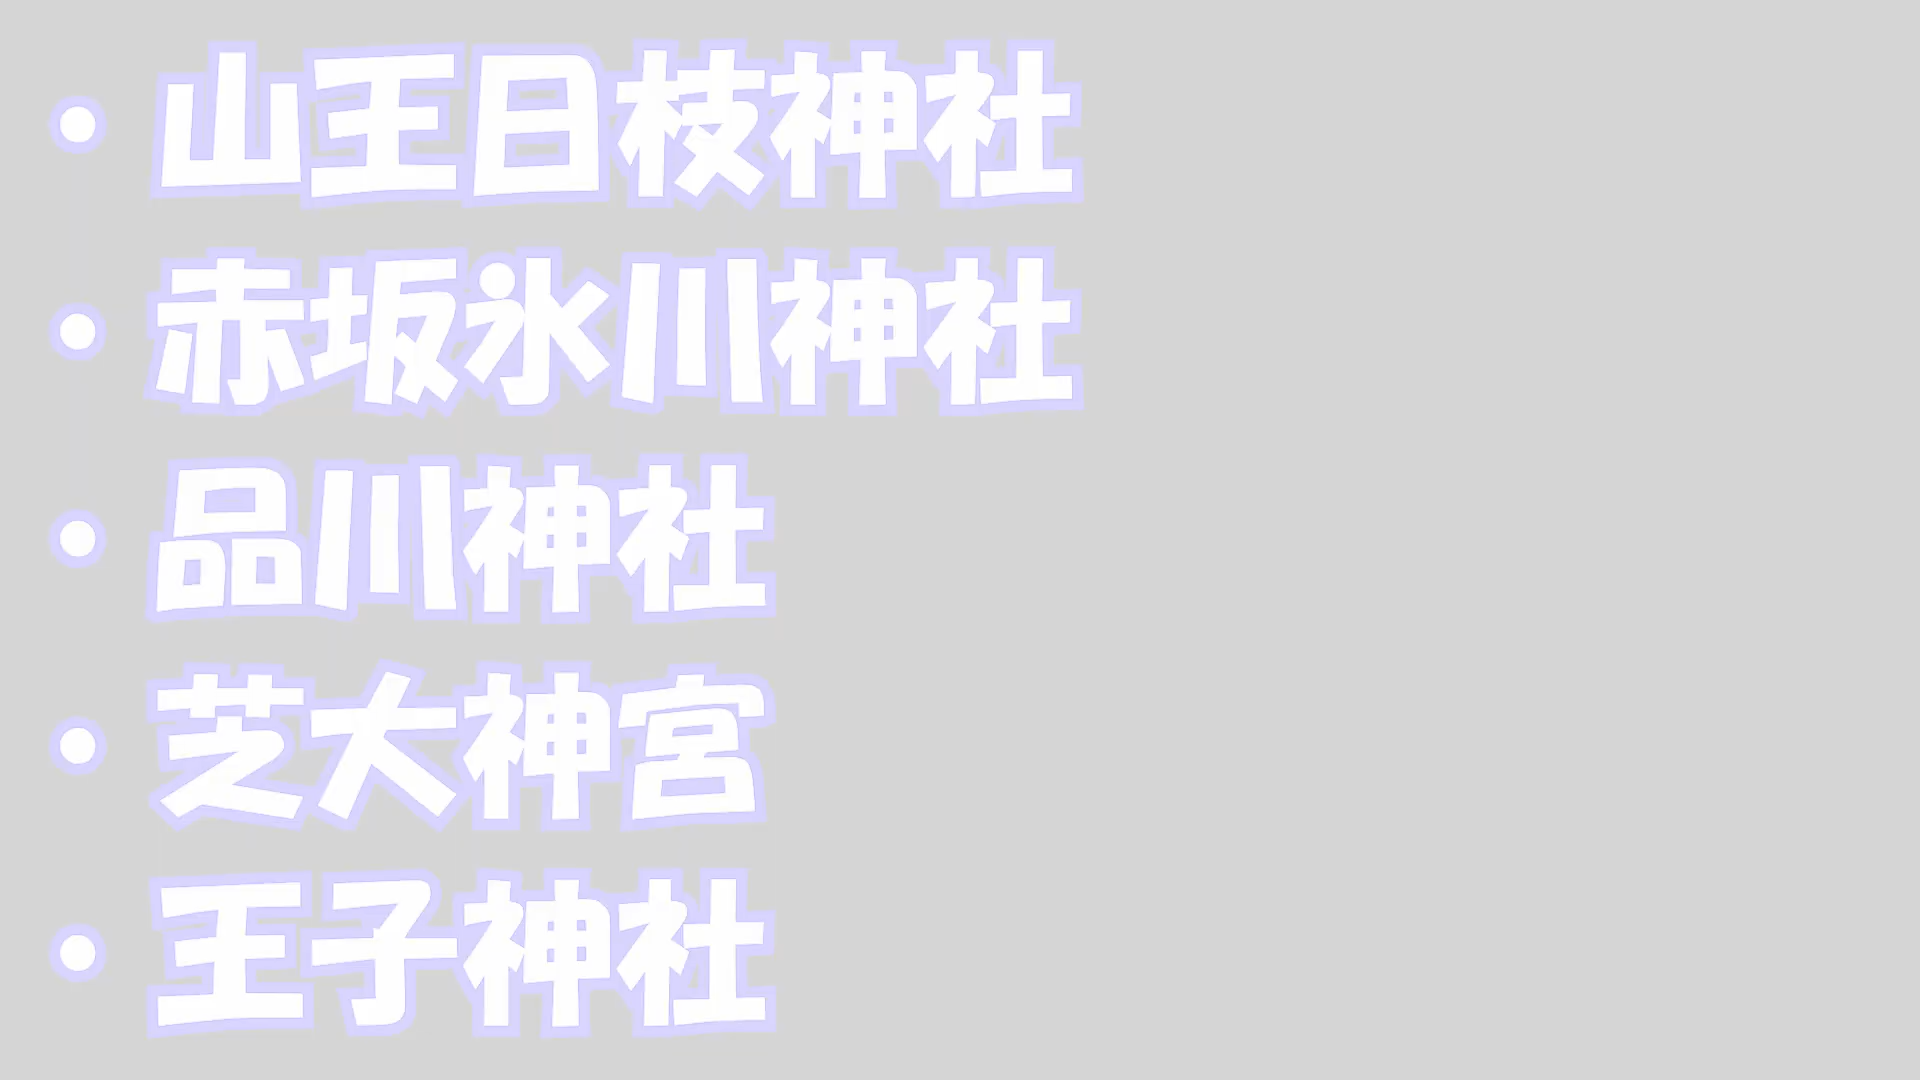 • 山王日枝神社
• 赤坂氷川神社
• 品川神社
• 芝大神宮
• 王子神社